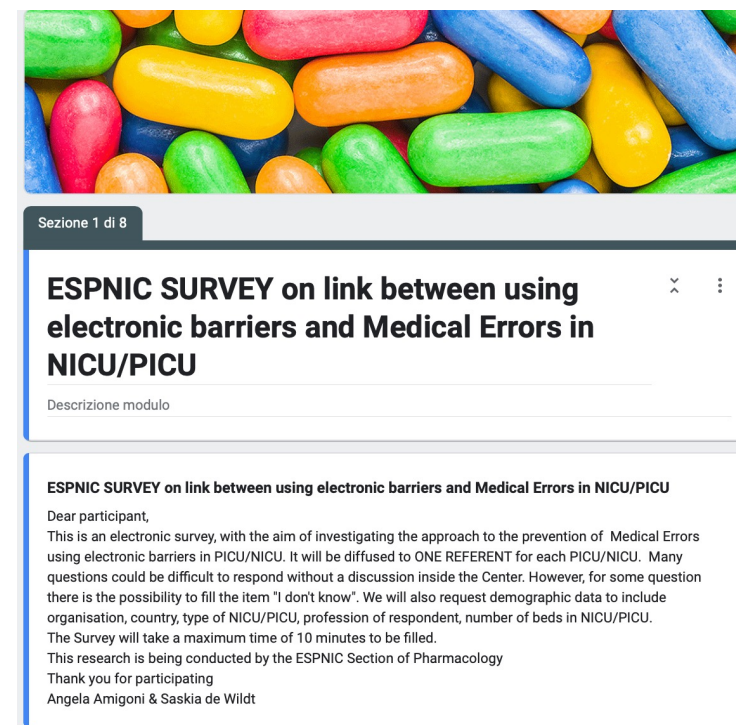 Sezione 1 di 8
ESPNIC SURVEY on link between using
electronic barriers and Medical Errors in
NICU/PICU
Descrizione modulo
ESPNIC SURVEY on link between using electronic barriers and Medical Errors in NICU/PICU
Dear participant,
This is an electronic survey, with the aim of investigating the approach to the prevention of  Medical Errors
using electronic barriers in PICU/NICU. It will be diffused to ONE REFERENT for each PICU/NICU.  Many
questions could be difficult to respond without a discussion inside the Center. However, for some question
there is the possibility to fill the item "I don't know". We will also request demographic data to include
organisation, country, type of NICU/PICU, profession of respondent, number of beds in NICU/PICU.
The Survey will take a maximum time of 10 minutes to be filled.
This research is being conducted by the ESPNIC Section of Pharmacology
Thank you for participating
Angela Amigoni & Saskia de Wildt